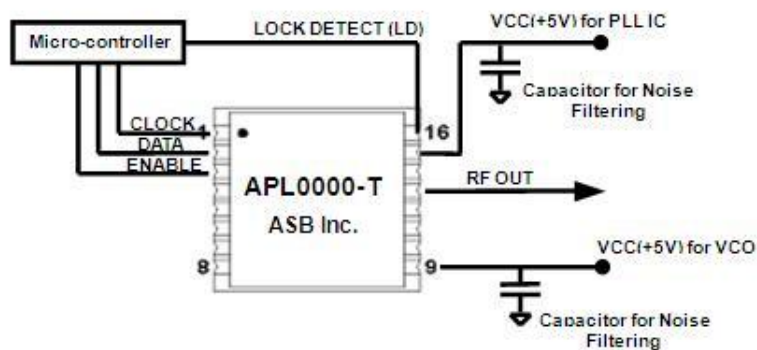 Micro-controller
LOCK DETECT (LD)
VCC(+5V) for PLL IC
Capacitor for Noise
Filtering
CLOCK
1
16
DATA
ENABLE
APL0000-T
ASB Inc.
RF OUT
8
9
VCC(+5V) for VCO
Capacitor for Noise
Filtering